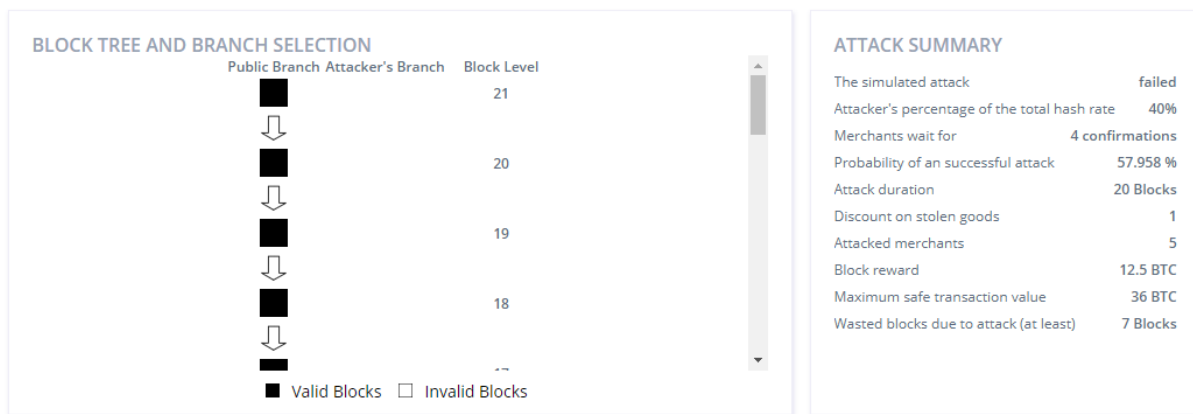 BLOCK TREE AND BRANCH SELECTION
Public Branch Attacker's Branch Block Level
21
20
19
18
Valid Blocks Invalid Blocks
ATTACK SUMMARY
The simulated attack failed
Attacker's percentage of the total hash rate 40%
Merchants wait for 4 confirmations
Probability of an successful attack 57.958 %
Attack duration 20 Blocks
Discount on stolen goods 1
Attacked merchants 5
Block reward 12.5 BTC
Maximum safe transaction value 36 BTC
Wasted blocks due to attack (at least) 7 Blocks